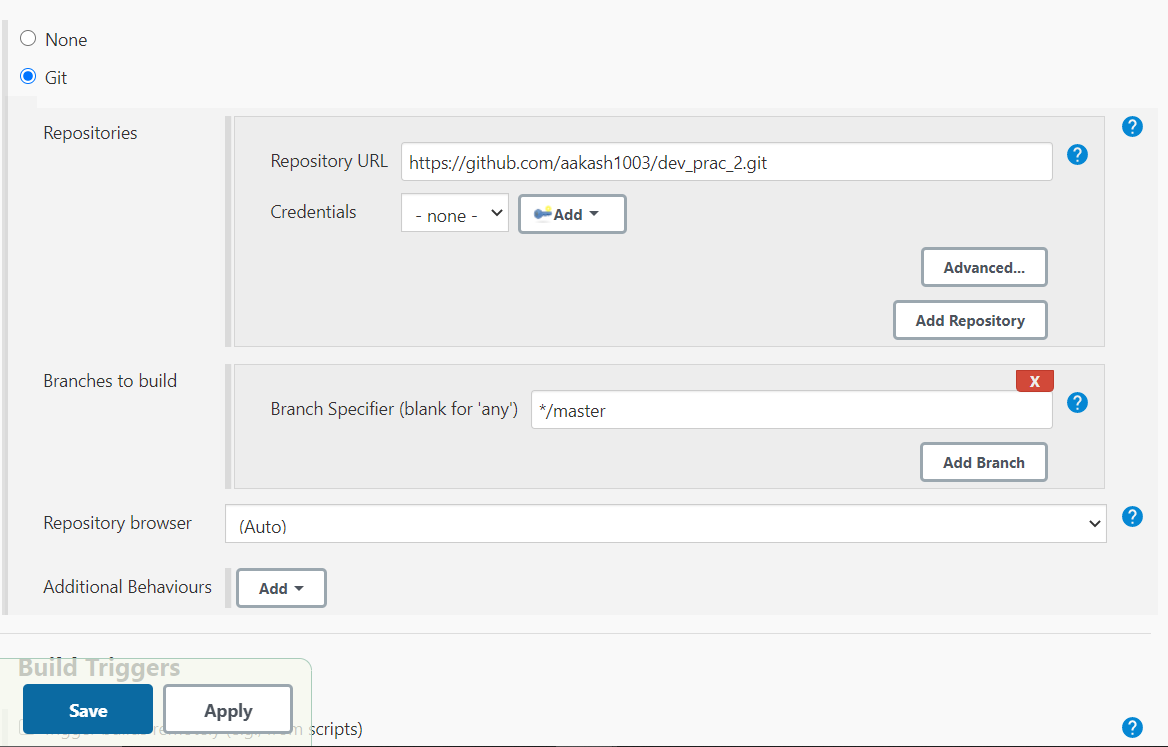 None
Git
Repositories
?
Repository URL https://github.com/aakash1003/dev_prac_2.git
?
Credentials - none - Add
Advanced...
Add Repository
Branches to build
X
Branch Specifier (blank for 'any') */master
?
Add Branch
Repository browser (Auto)
?
Additional Behaviours Add
Build Triggers
Save Apply
scripts)
?